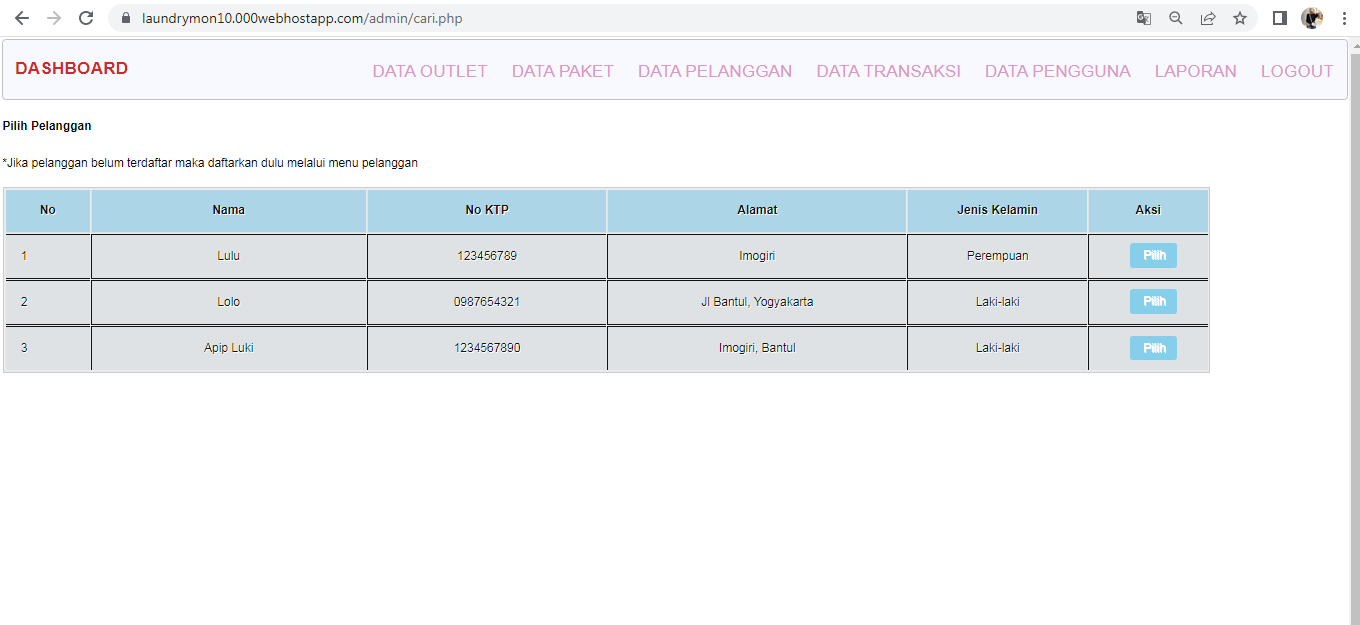 laundrymon10.000webhostapp.com/admin/cari.php
DASHBOARD DATA OUTLET DATA PAKET DATA PELANGGAN DATA TRANSAKSI DATA PENGGUNA LAPORAN LOGOUT
Pilih Pelanggan
*Jika pelanggan belum terdaftar maka daftarkan dulu melalui menu pelanggan
No Nama No KTP Alamat Jenis Kelamin Aksi
1 Lulu 123456789 Imogiri Perempuan Pilih
2 Lolo 0987654321 Jl Bantul, Yogyakarta Laki-laki Pilih
3 Apip Luki 1234567890 Imogiri, Bantul Laki-laki Pilih